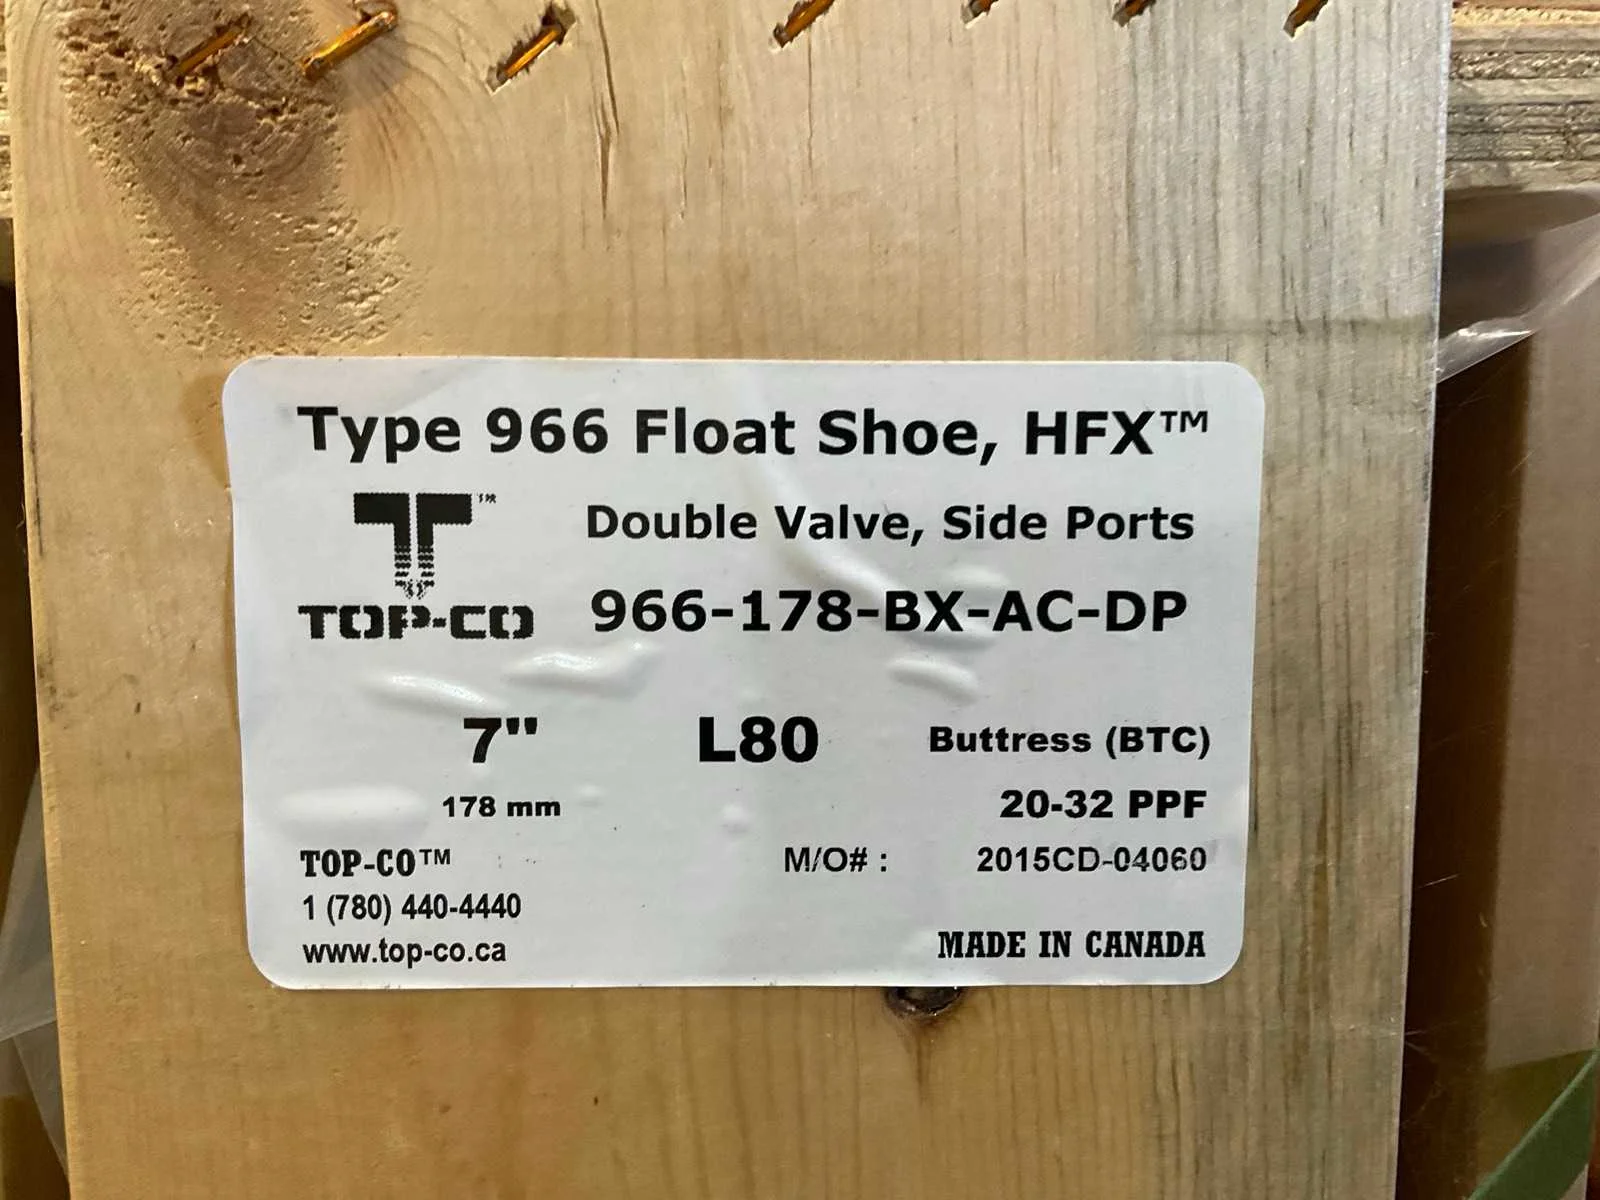 Type 966 Float Shoe, HFX™
Double Valve, Side Ports
TOP-CO™
966-178-BX-AC-DP
7" L80 Buttress (BTC)
178 mm 20-32 PPF
TOP-CO™ M/O# : 2015CD-04060
1 (780) 440-4440
www.top-co.ca MADE IN CANADA